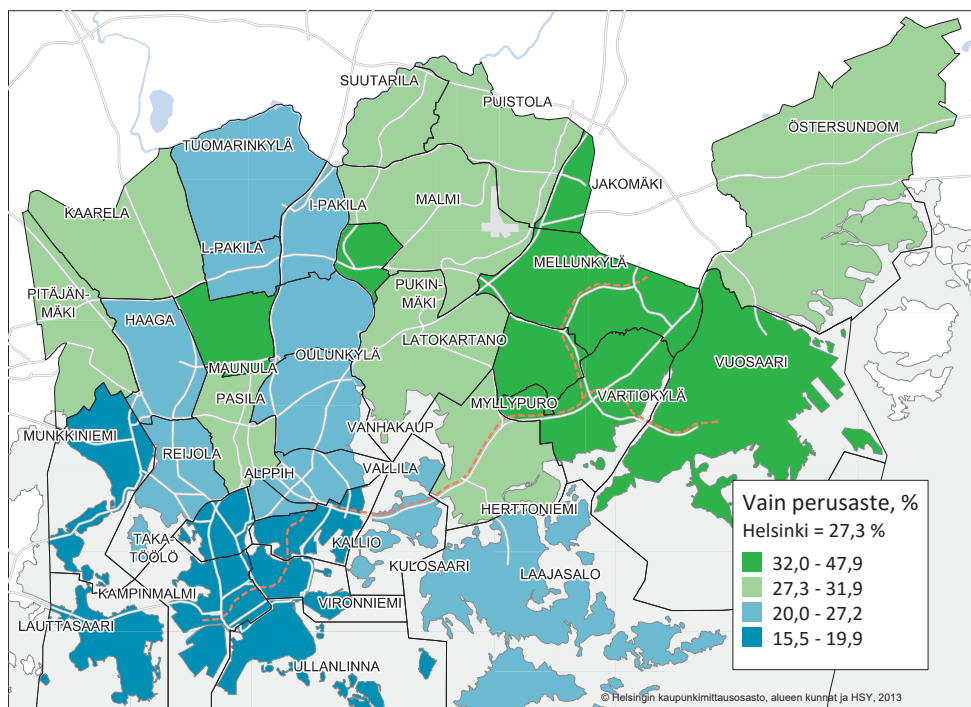 SUUTARILA
PUISTOLA
ÖSTERSUNDOM
TUOMARINKYLÄ
JAKOMÄKI
KAARELA
I-PAKILA
MALMI
L-PAKILA
MELLUNKYLÄ
PITÄJÄN-
MÄKI
PUKIN-
MÄKI
HAAGA
LATOKARTANO
OULUNKYLÄ
VUOSAARI
MAUNULA
PASILA
MYLLYPURO
VARTIOKYLÄ
MUNKKINIEMI
VANHAKAUP
REIJOLA
ALPPIH
VALLILA
HERTTONIEMI
TAKA-
TÖÖLÖ
KALLIO
KULOSAARI
LAAJASALO
KAMPINMALMI
VIRONNIEMI
LAUTTASAARI
ULLANLINNA
Vain perusaste, %
Helsinki = 27,3 %
32,0 - 47,9
27,3 - 31,9
20,0 - 27,2
15,5 - 19,9
© Helsingin kaupunkimittausosasto, alueen kunnat ja HSY, 2013